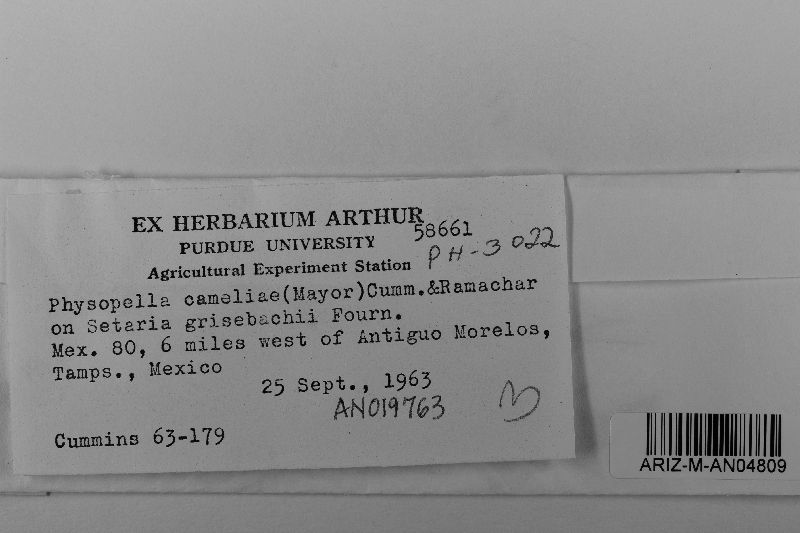 EX HERBARIUM ARTHUR
58661
PURDUE UNIVERSITY
PH-3022
Agricultural Experiment Station
Physopella cameliae(Mayor)Cumm.&Ramachar
on Setaria grisebachii Fourn.
Mex. 80, 6 miles west of Antiguo Morelos,
Tamps., Mexico
25 Sept., 1963
AN019763
Cummins 63-179
ARIZ-M-AN04809